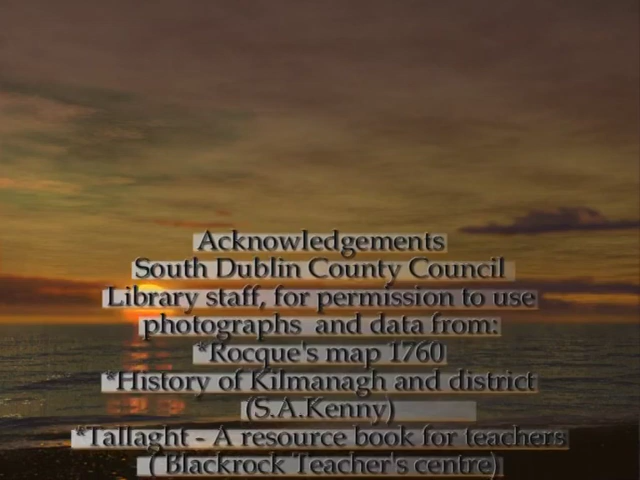 Acknowledgements
South Dublin County Council
Library staff, for permission to use
photographs and data from:
*Rocque's map 1760
*History of Kilmanagh and district
(S.A.Kenny)
*Tallaght - A resource book for teachers
( Blackrock Teacher's centre)